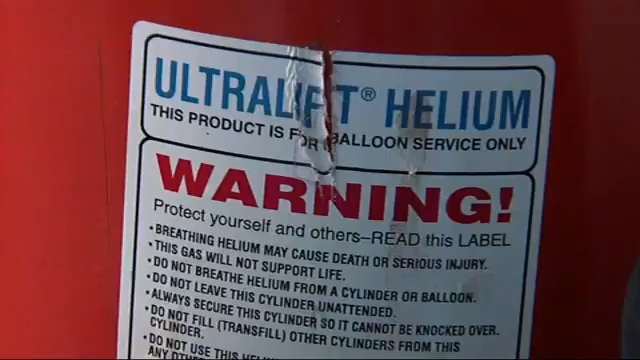 ULTRALIFT® HELIUM
THIS PRODUCT IS FOR BALLOON SERVICE ONLY
WARNING!
Protect yourself and others–READ this LABEL
• BREATHING HELIUM MAY CAUSE DEATH OR SERIOUS INJURY.
• THIS GAS WILL NOT SUPPORT LIFE.
• DO NOT BREATHE HELIUM FROM A CYLINDER OR BALLOON.
• DO NOT LEAVE THIS CYLINDER UNATTENDED.
• ALWAYS SECURE THIS CYLINDER SO IT CANNOT BE KNOCKED OVER.
• DO NOT FILL (TRANSFILL) OTHER CYLINDERS FROM THIS
CYLINDER.
• DO NOT USE THIS
ANY